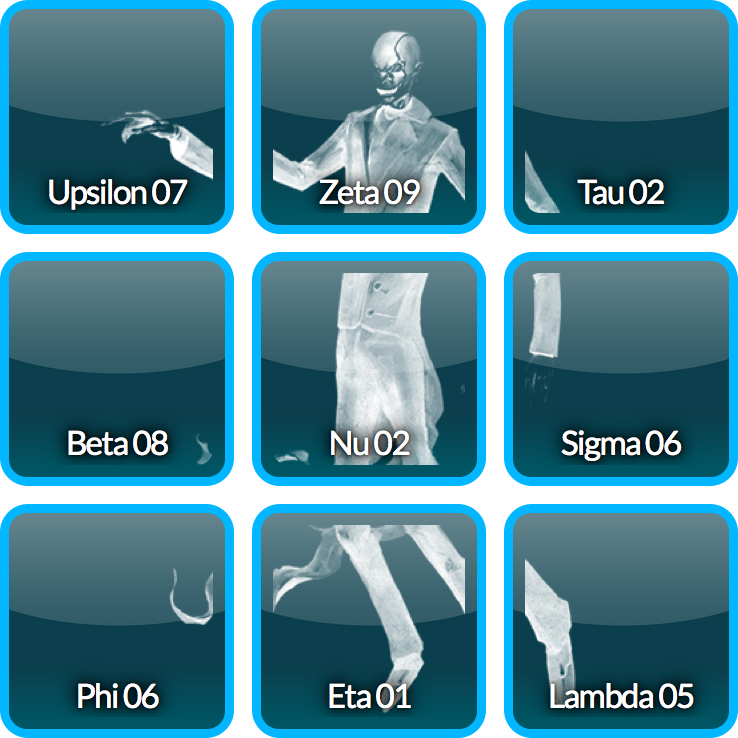 Upsilon 07
Zeta 09
Tau 02
Beta 08
Nu 02
Sigma 06
Phi 06
Eta 01
Lambda 05